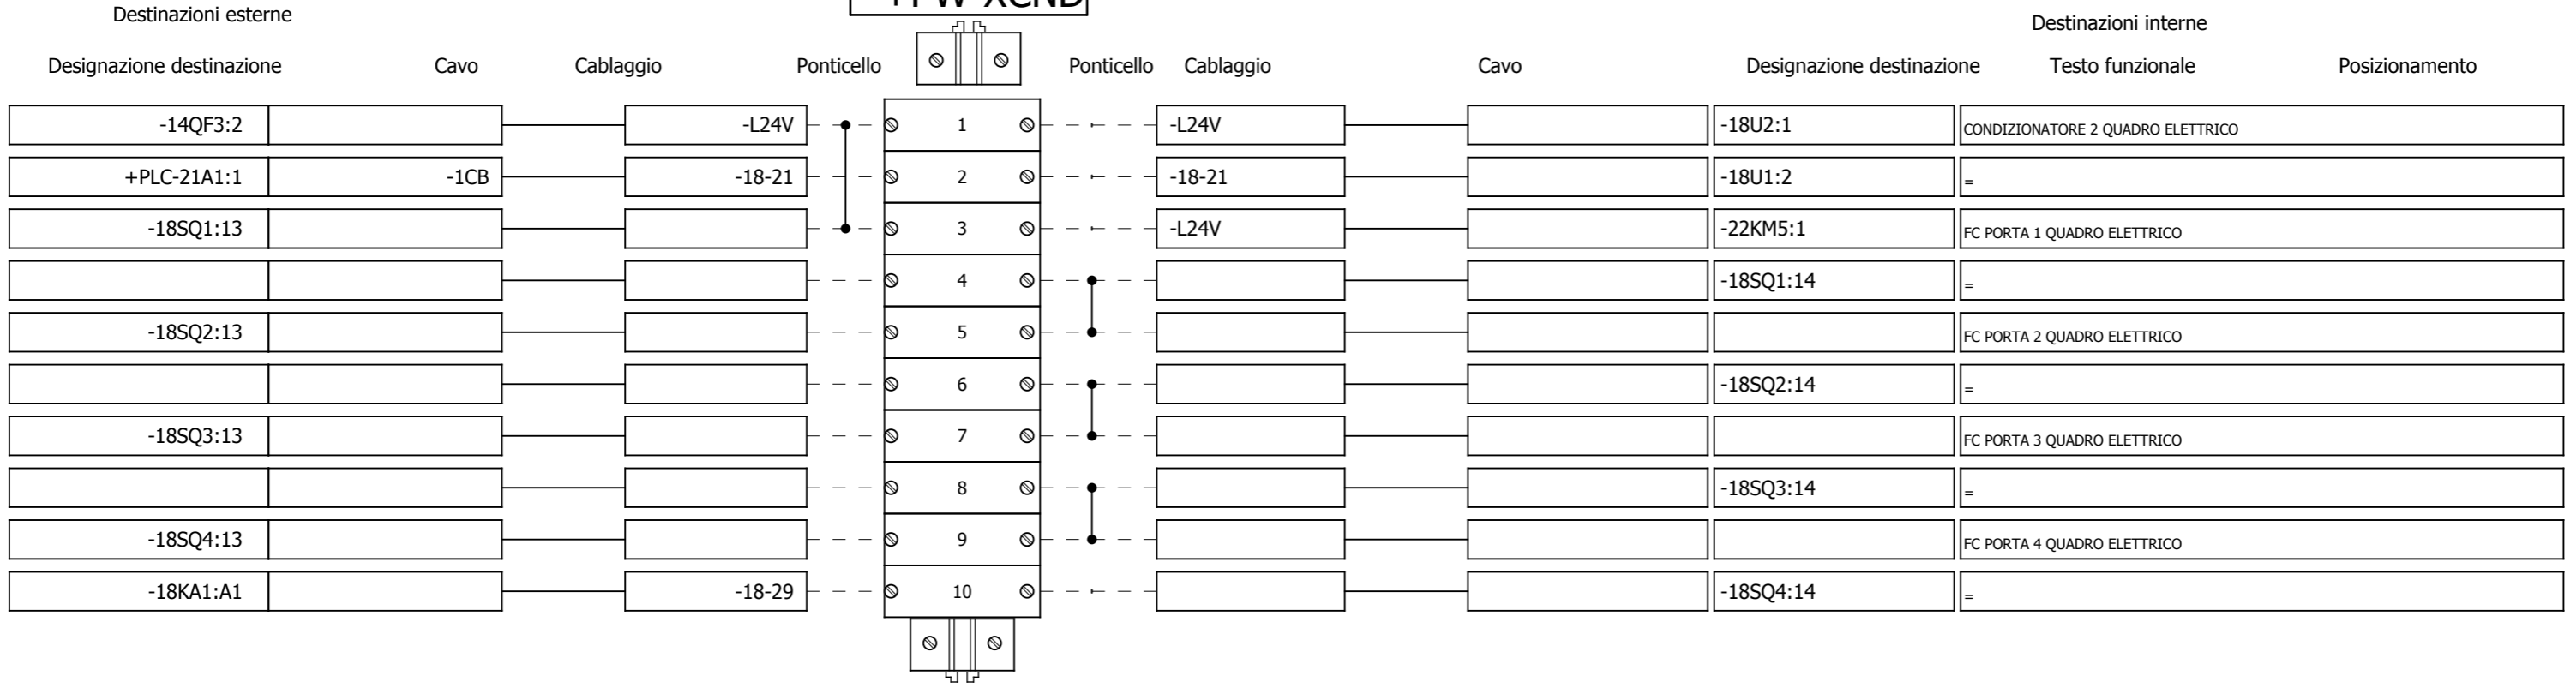 Destinazioni esterne
Destinazioni interne
Designazione destinazione Cavo Cablaggio Ponticello Ponticello Cablaggio Cavo Designazione destinazione Testo funzionale Posizionamento
-14QF3:2 -L24V 1 -L24V -18U2:1 CONDIZIONATORE 2 QUADRO ELETTRICO
+PLC-21A1:1 -1CB -18-21 2 -18-21 -18U1:2 =
-18SQ1:13 3 -L24V -22KM5:1 FC PORTA 1 QUADRO ELETTRICO
4 -18SQ1:14 =
-18SQ2:13 5 FC PORTA 2 QUADRO ELETTRICO
6 -18SQ2:14 =
-18SQ3:13 7 FC PORTA 3 QUADRO ELETTRICO
8 -18SQ3:14 =
-18SQ4:13 9 FC PORTA 4 QUADRO ELETTRICO
-18KA1:A1 -18-29 10 -18SQ4:14 =